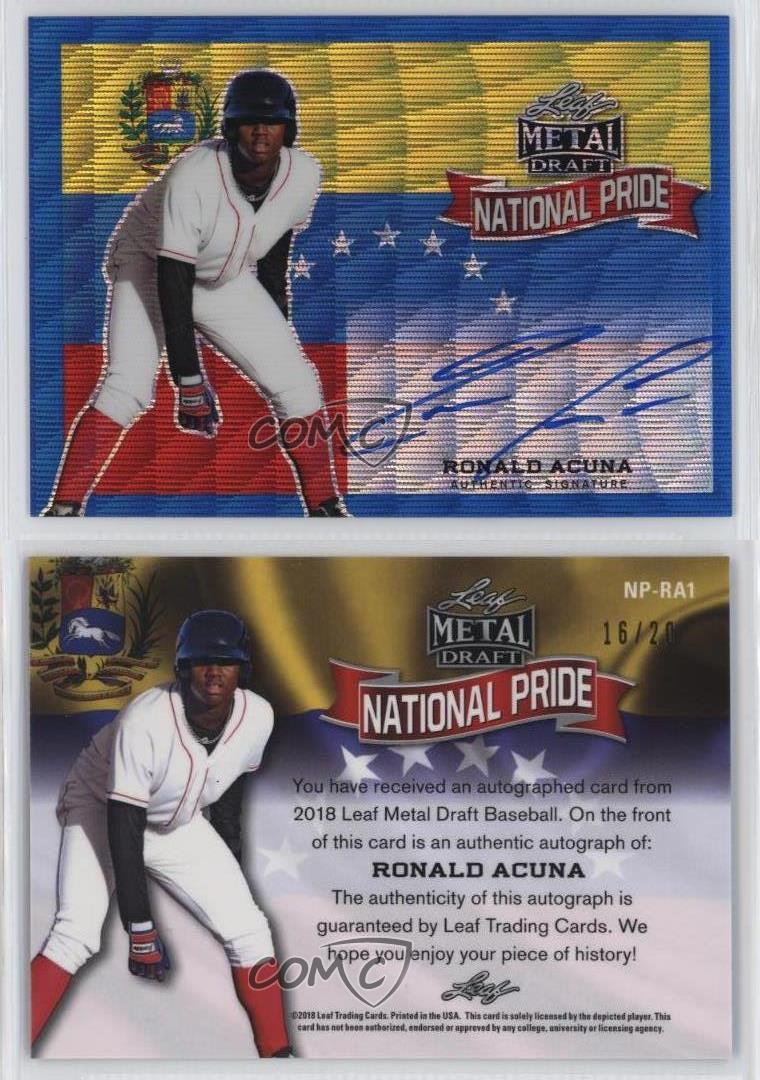 Leaf
METAL
DRAFT
NATIONAL PRIDE
COMC
RONALD ACUNA
AUTHENTIC SIGNATURE
NP-RA1
16/20
Leaf
METAL
DRAFT
NATIONAL PRIDE
You have received an autographed card from
2018 Leaf Metal Draft Baseball. On the front
of this card is an authentic autograph of:
RONALD ACUNA
The authenticity of this autograph is
guaranteed by Leaf Trading Cards. We
hope you enjoy your piece of history!
COMC
Leaf
©2018 Leaf Trading Cards. Printed in the USA. This card is solely licensed by the depicted player. This
card has not been authorized, endorsed or approved by any college, university or licensing agency.